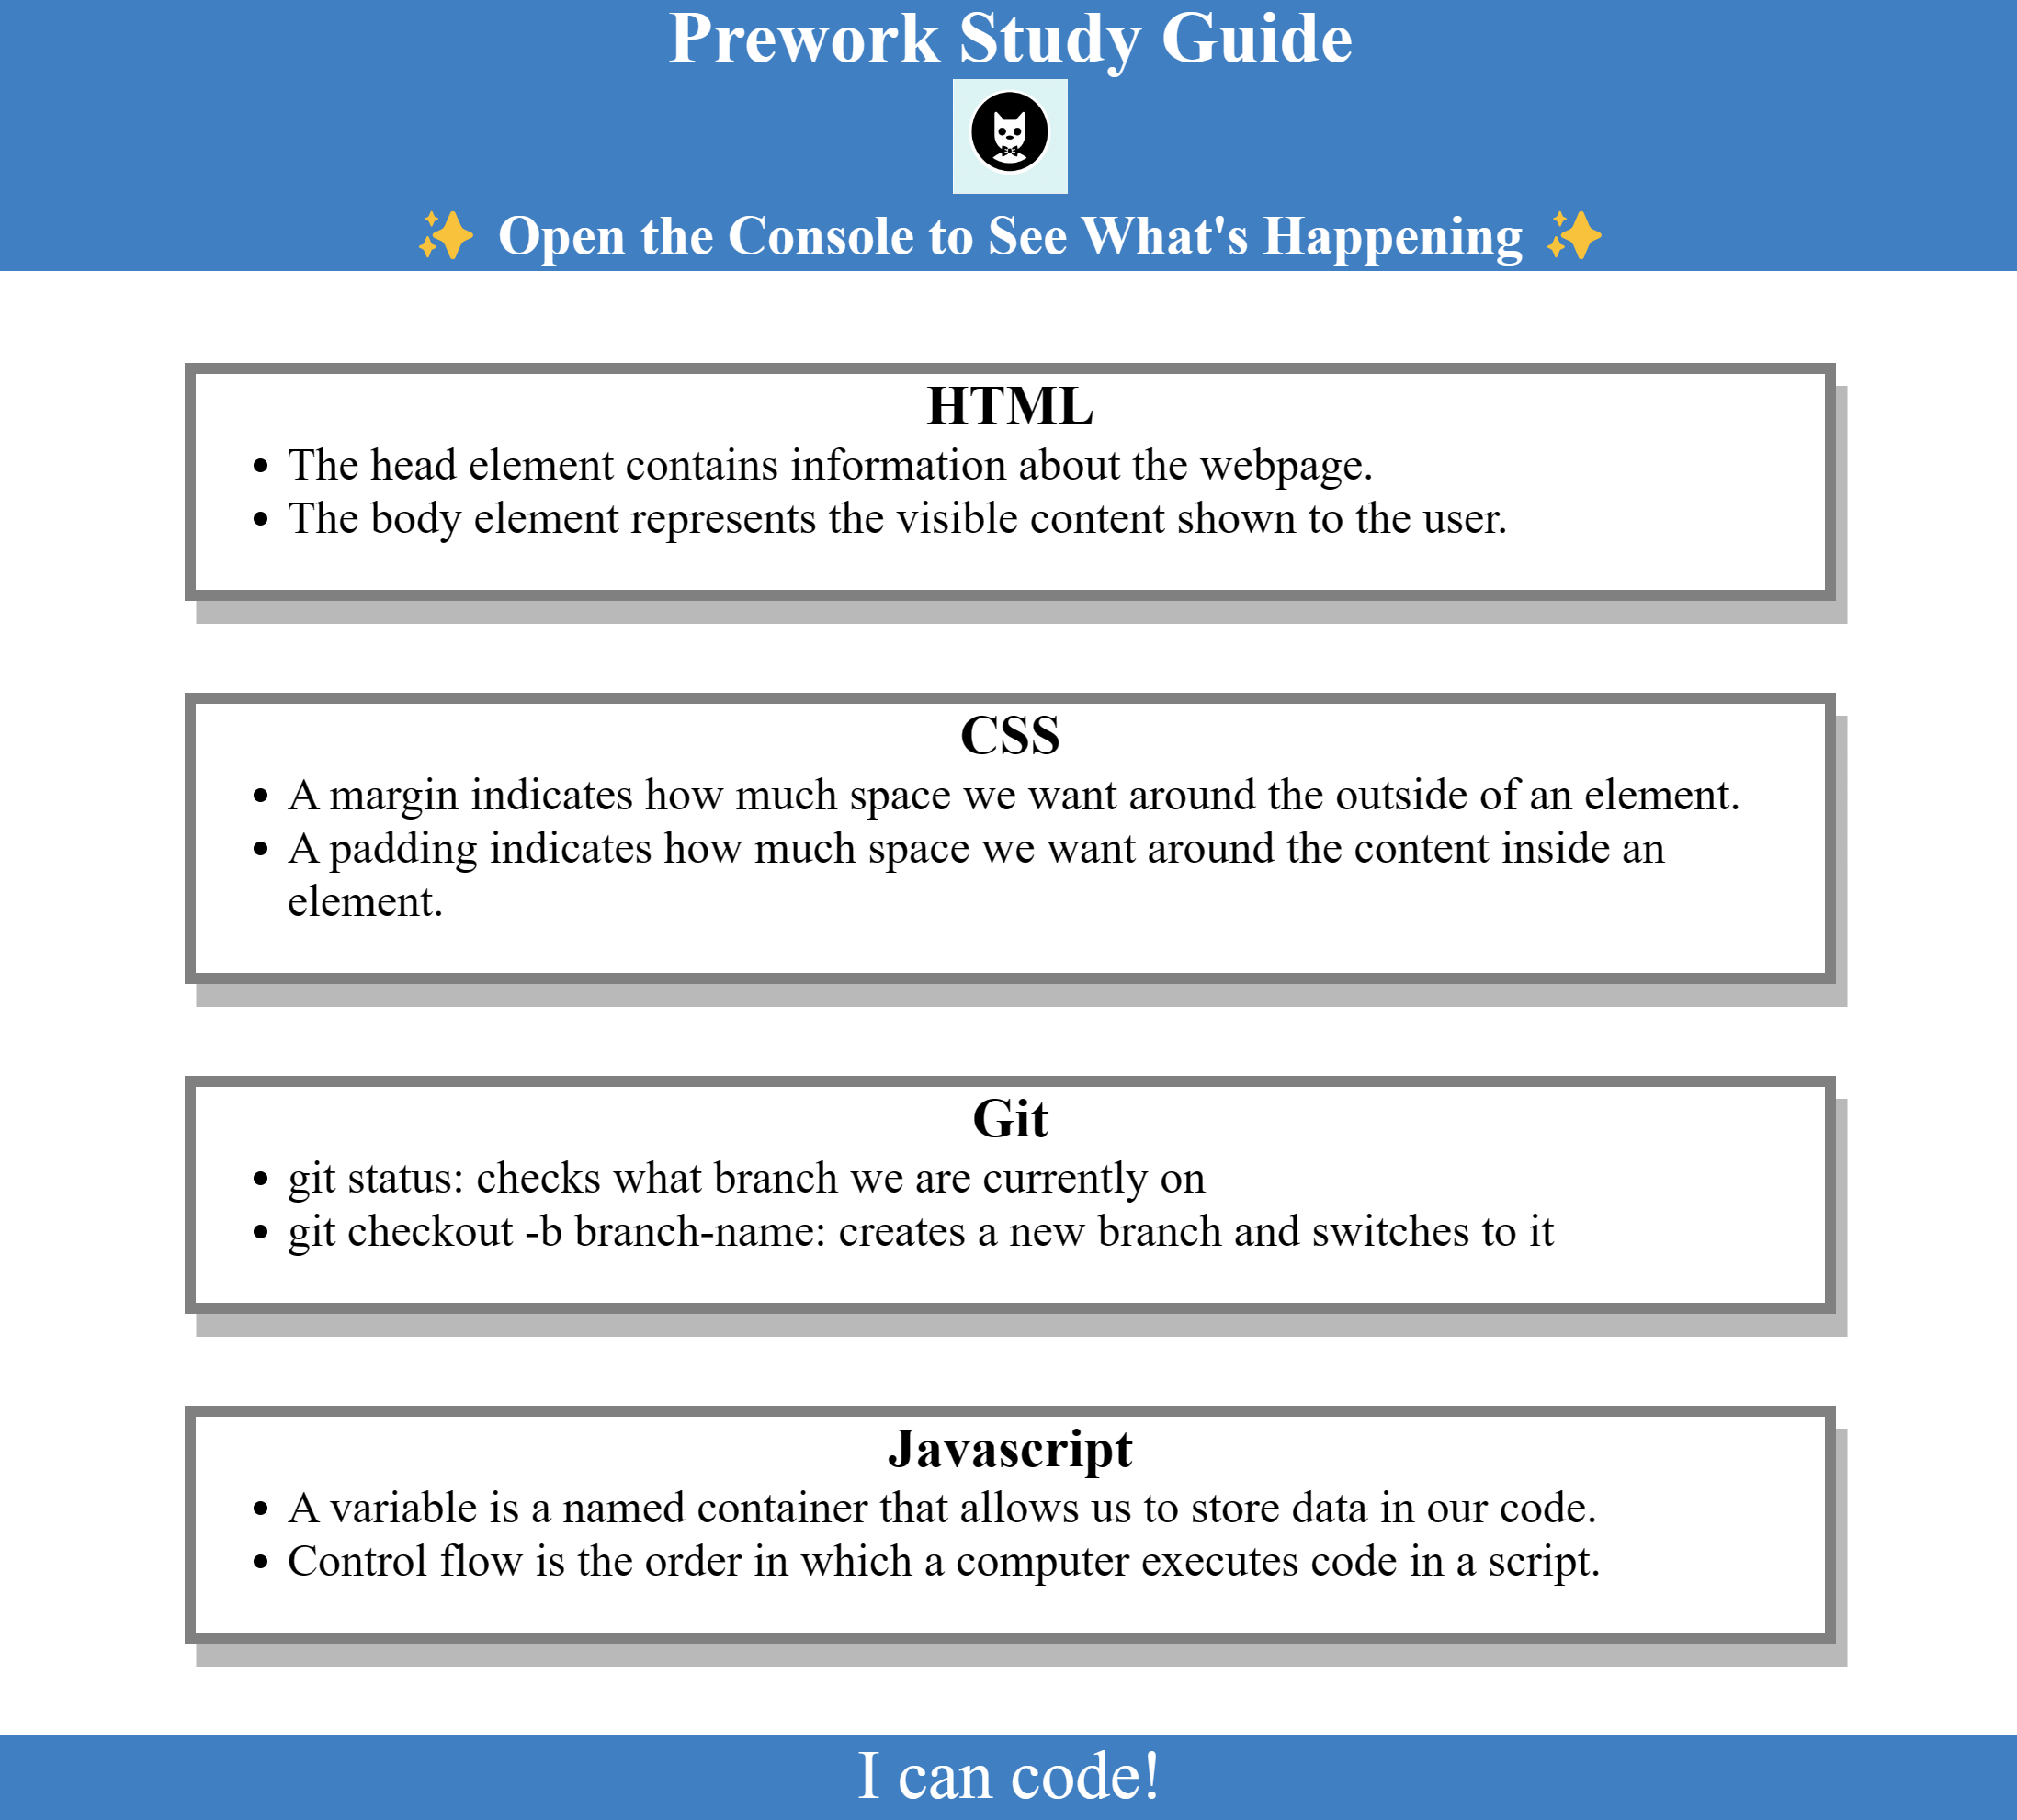 Prework Study Guide
✨ Open the Console to See What's Happening ✨
HTML
• The head element contains information about the webpage.
• The body element represents the visible content shown to the user.
CSS
• A margin indicates how much space we want around the outside of an element.
• A padding indicates how much space we want around the content inside an
element.
Git
• git status: checks what branch we are currently on
• git checkout -b branch-name: creates a new branch and switches to it
Javascript
• A variable is a named container that allows us to store data in our code.
• Control flow is the order in which a computer executes code in a script.
I can code!